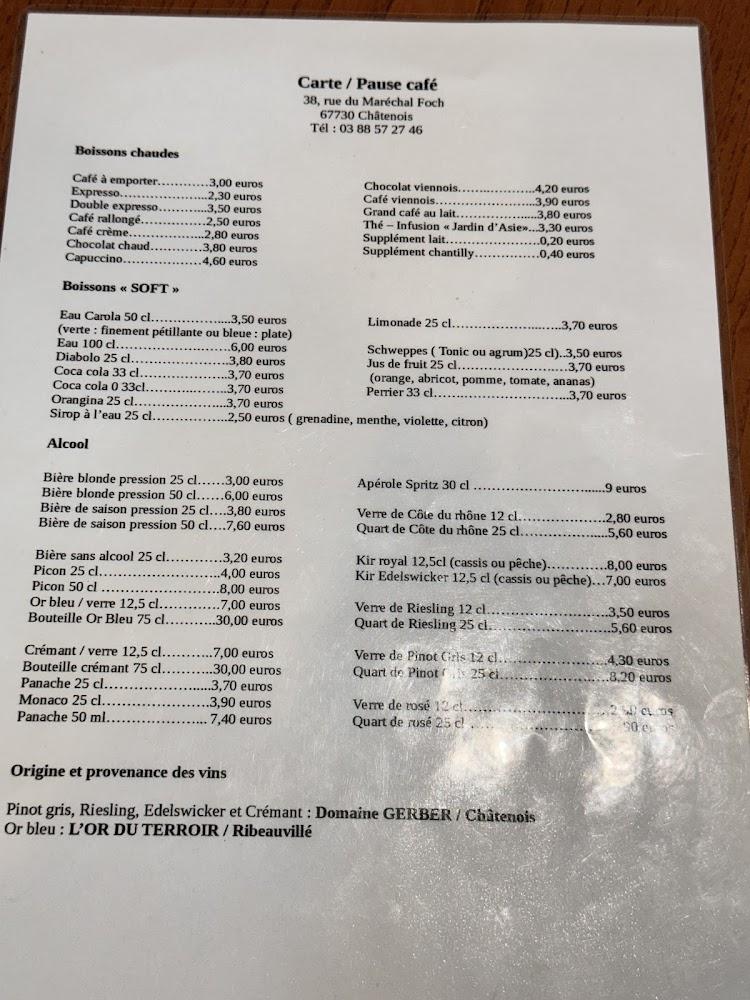 Carte / Pause café
38, rue du Maréchal Foch
67730 Châtenois
Tél : 03 88 57 27 46
Boissons chaudes
Café à emporter............3,00 euros
Expresso.....................2,30 euros
Double expresso............3,50 euros
Café rallongé...............2,50 euros
Café crème..................2,80 euros
Chocolat chaud............3,80 euros
Capuccino...................4,60 euros
Chocolat viennois..................4,20 euros
Café viennois.......................3,90 euros
Grand café au lait...................3,80 euros
Thé – Infusion « Jardin d'Asie»...3,30 euros
Supplément lait......................0,20 euros
Supplément chantilly...............0,40 euros
Boissons « SOFT »
Eau Carola 50 cl...................3,50 euros
(verte : finement pétillante ou bleue : plate)
Eau 100 cl...........................6,00 euros
Diabolo 25 cl.......................3,80 euros
Coca cola 33 cl.....................3,70 euros
Coca cola 0 33cl...................3,70 euros
Orangina 25 cl.....................3,70 euros
Sirop à l'eau 25 cl..................2,50 euros ( grenadine, menthe, violette, citron)
Limonade 25 cl..........................3,70 euros
Schweppes ( Tonic ou agrum)25 cl)..3,50 euros
Jus de fruit 25 cl..........................3,70 euros
(orange, abricot, pomme, tomate, ananas)
Perrier 33 cl................................3,70 euros
Alcool
Bière blonde pression 25 cl......3,00 euros
Bière blonde pression 50 cl......6,00 euros
Bière de saison pression 25 cl....3,80 euros
Bière de saison pression 50 cl....7,60 euros
Bière sans alcool 25 cl............3,20 euros
Picon 25 cl............................4,00 euros
Picon 50 cl ...........................8,00 euros
Or bleu / verre 12,5 cl..............7,00 euros
Bouteille Or Bleu 75 cl...........30,00 euros
Crémant / verre 12,5 cl............7,00 euros
Bouteille crémant 75 cl............30,00 euros
Panache 25 cl.......................3,70 euros
Monaco 25 cl.........................3,90 euros
Panache 50 ml....................... 7,40 euros
Apérole Spritz 30 cl ..............................9 euros
Verre de Côte du rhône 12 cl....................2,80 euros
Quart de Côte du rhône 25 cl...................5,60 euros
Kir royal 12,5cl (cassis ou pêche).............8,00 euros
Kir Edelswicker 12,5 cl (cassis ou pêche)...7,00 euros
Verre de Riesling 12 cl...........................3,50 euros
Quart de Riesling 25 cl...........................5,60 euros
Verre de Pinot Gris 12 cl.........................4,30 euros
Quart de Pinot Gris 25 cl.........................8,20 euros
Verre de rosé 12 cl................................ euros
Quart de rosé 25 cl ............................... euros
Origine et provenance des vins
Pinot gris, Riesling, Edelswicker et Crémant : Domaine GERBER / Châtenois
Or bleu : L'OR DU TERROIR / Ribeauvillé